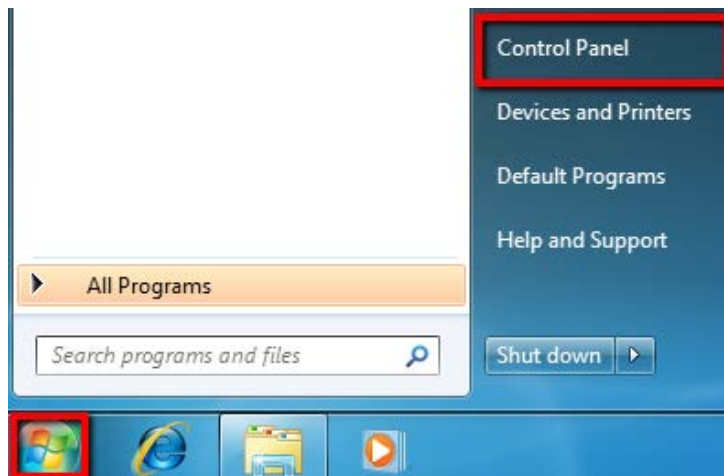 Control Panel
Devices and Printers
Default Programs
Help and Support
All Programs
Search programs and files
Shut down